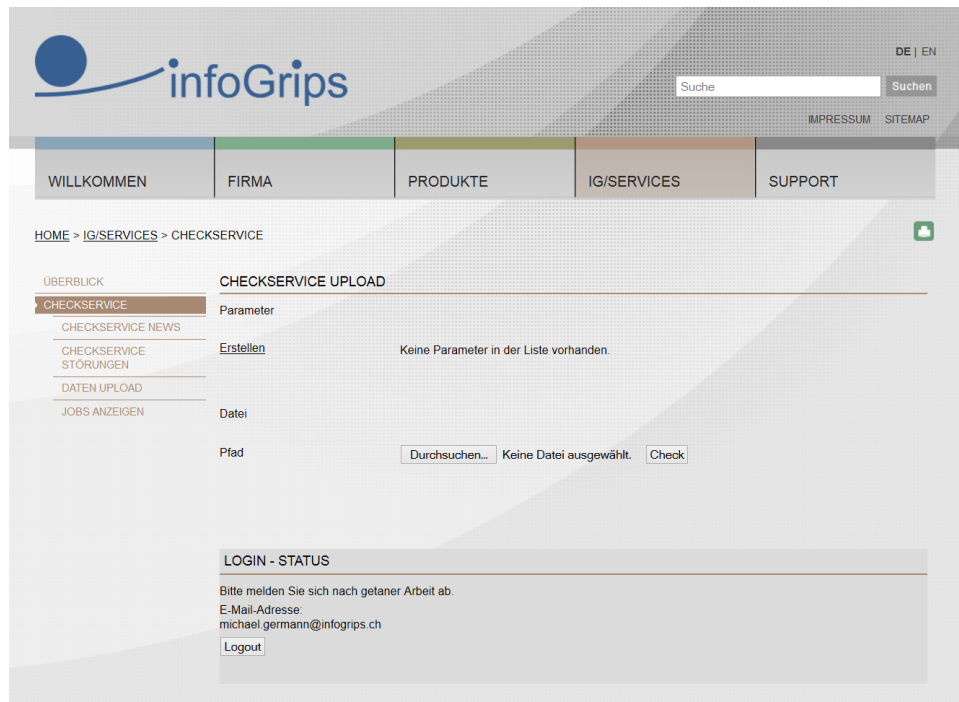 infoGrips
DE | EN
Suche
Suchen
IMPRESSUM SITEMAP
WILLKOMMEN FIRMA PRODUKTE IG/SERVICES SUPPORT
HOME > IG/SERVICES > CHECKSERVICE
ÜBERBLICK
CHECKSERVICE
CHECKSERVICE NEWS
CHECKSERVICE
STÖRUNGEN
DATEN UPLOAD
JOBS ANZEIGEN
CHECKSERVICE UPLOAD
Parameter
Erstellen Keine Parameter in der Liste vorhanden.
Datei
Pfad Durchsuchen... Keine Datei ausgewählt. Check
LOGIN - STATUS
Bitte melden Sie sich nach getaner Arbeit ab.
E-Mail-Adresse:
michael.germann@infogrips.ch
Logout